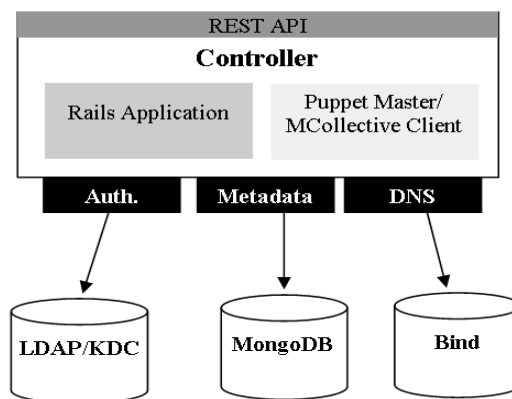 REST API
Controller
Rails Application
Puppet Master/
MCollective Client
Auth.
Metadata
DNS
LDAP/KDC
MongoDB
Bind